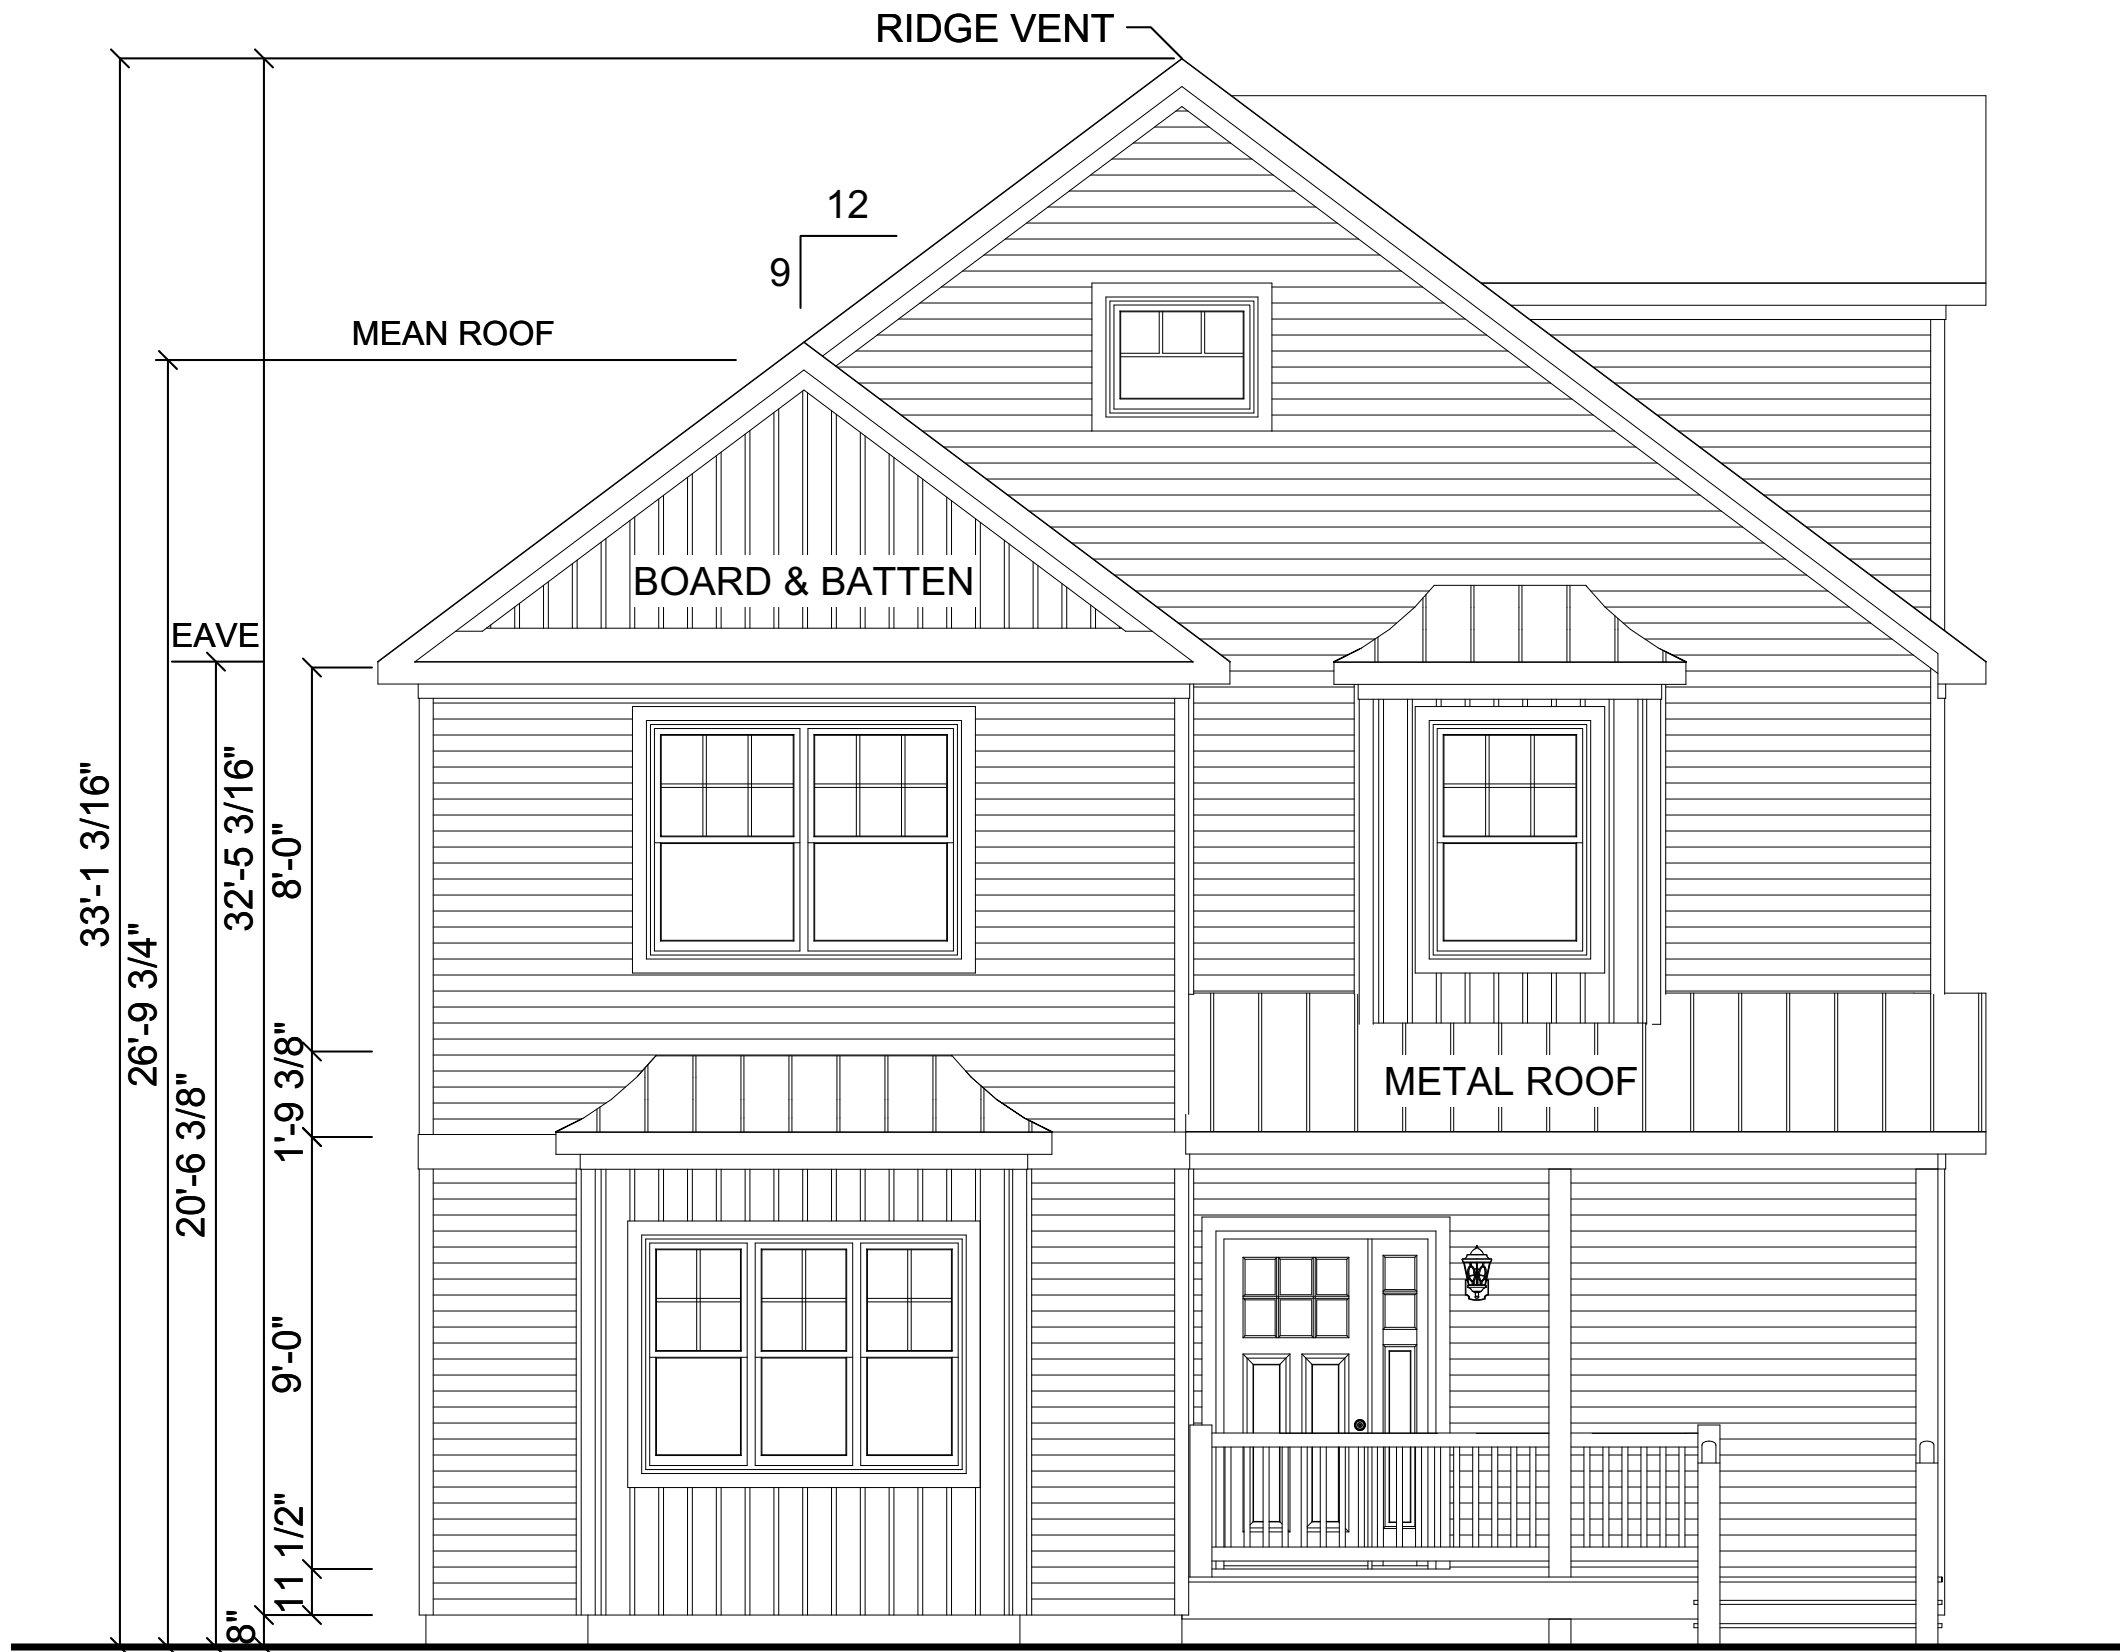 RIDGE VENT
12
9
MEAN ROOF
BOARD & BATTEN
EAVE
33'-1 3/16"
26'-9 3/4"
20'-6 3/8"
32'-5 3/16"
8'-0"
1'-9 3/8"
METAL ROOF
9'-0"
11 1/2"
8"